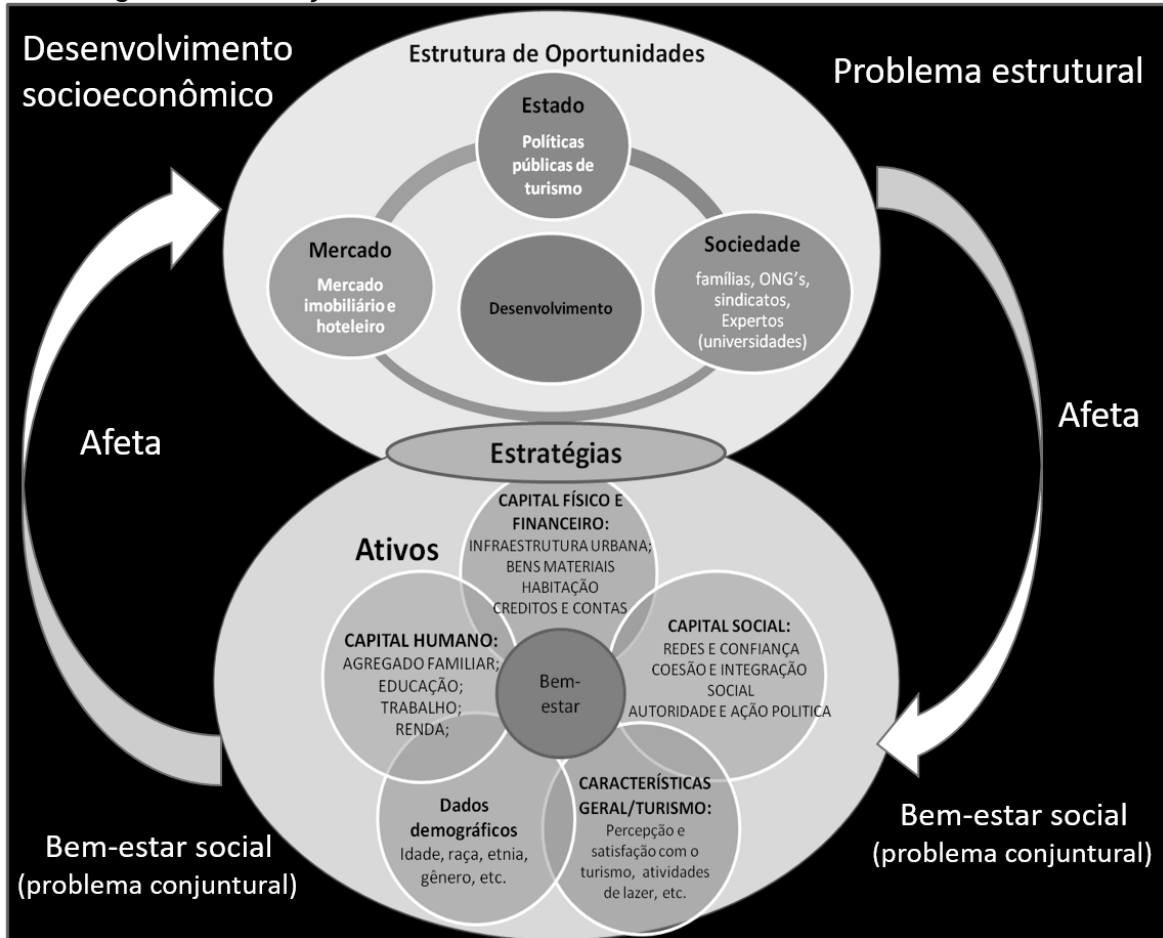 Desenvolvimento
socioeconômico
Estrutura de Oportunidades
Problema estrutural
Estado
Políticas
públicas de
turismo
Mercado
Mercado
imobiliário e
hoteleiro
Desenvolvimento
Sociedade
famílias, ONG's,
sindicatos,
Expertos
(universidades)
Afeta
Afeta
Estratégias
Ativos
CAPITAL FÍSICO E
FINANCEIRO:
INFRAESTRUTURA URBANA;
BENS MATERIAIS
HABITAÇÃO
CREDITOS E CONTAS
CAPITAL HUMANO:
AGREGADO FAMILIAR;
EDUCAÇÃO;
TRABALHO;
RENDA;
Bem-
estar
CAPITAL SOCIAL:
REDES E CONFIANÇA
COESÃO E INTEGRAÇÃO
SOCIAL
AUTORIDADE E AÇÃO POLITICA
Dados
demográficos
Idade, raça, etnia,
gênero, etc.
CARACTERÍSTICAS
GERAL/TURISMO:
Percepção e
satisfação com o
turismo, atividades
de lazer, etc.
Bem-estar social
(problema conjuntural)
Bem-estar social
(problema conjuntural)